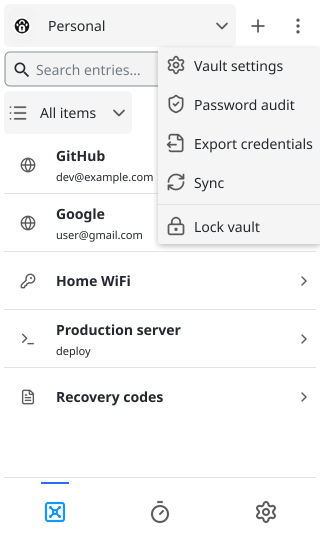 Personal
Search entries...
All items
Vault settings
Password audit
Export credentials
Sync
Lock vault
GitHub
dev@example.com
Google
user@gmail.com
Home WiFi
Production server
deploy
Recovery codes